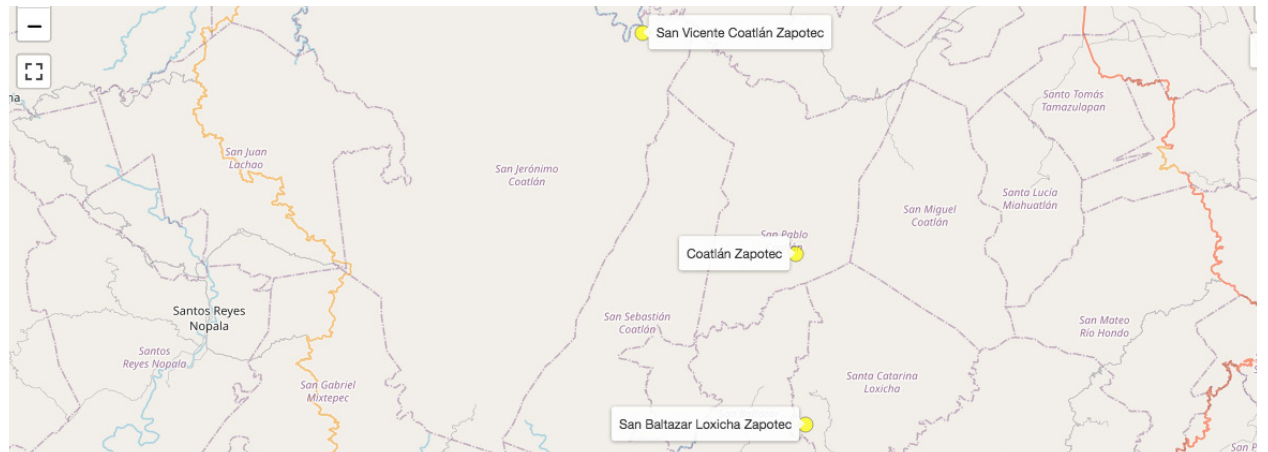 −
San Vicente Coatlán Zapotec
na
Santo Tomás
Tamazulapan
San Juan
Lachao
San Jerónimo
Coatlán
Santa Lucía
Miahuatlán
San Miguel
Coatlán
San Pablo
Coatlán Zapotec
Santos Reyes
Nopala
San Sebastián
Coatlán
San Mateo
Río Hondo
Santos
Reyes Nopala
Santa Catarina
Loxicha
San Gabriel
Mixtepec
San Baltazar Loxicha Zapotec
San P